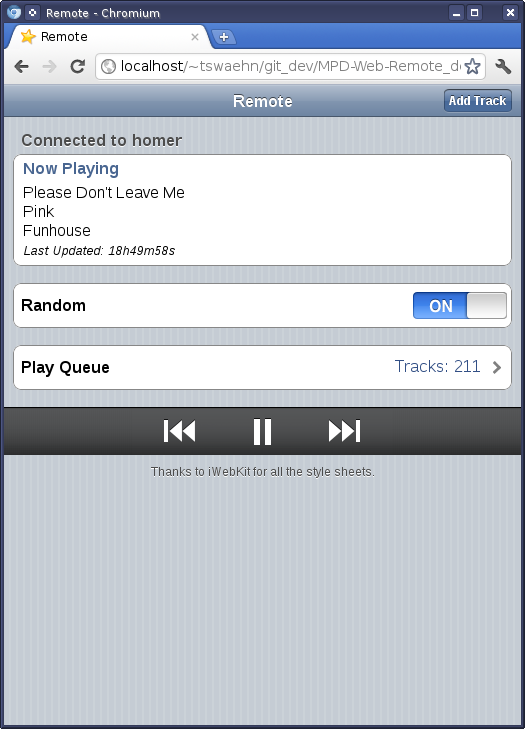 Remote - Chromium
Remote
localhost/~tswaehn/git_dev/MPD-Web-Remote_de
Remote
Add Track
Connected to homer
Now Playing
Please Don't Leave Me
Pink
Funhouse
Last Updated: 18h49m58s
Random
ON
Play Queue
Tracks: 211
Thanks to iWebKit for all the style sheets.